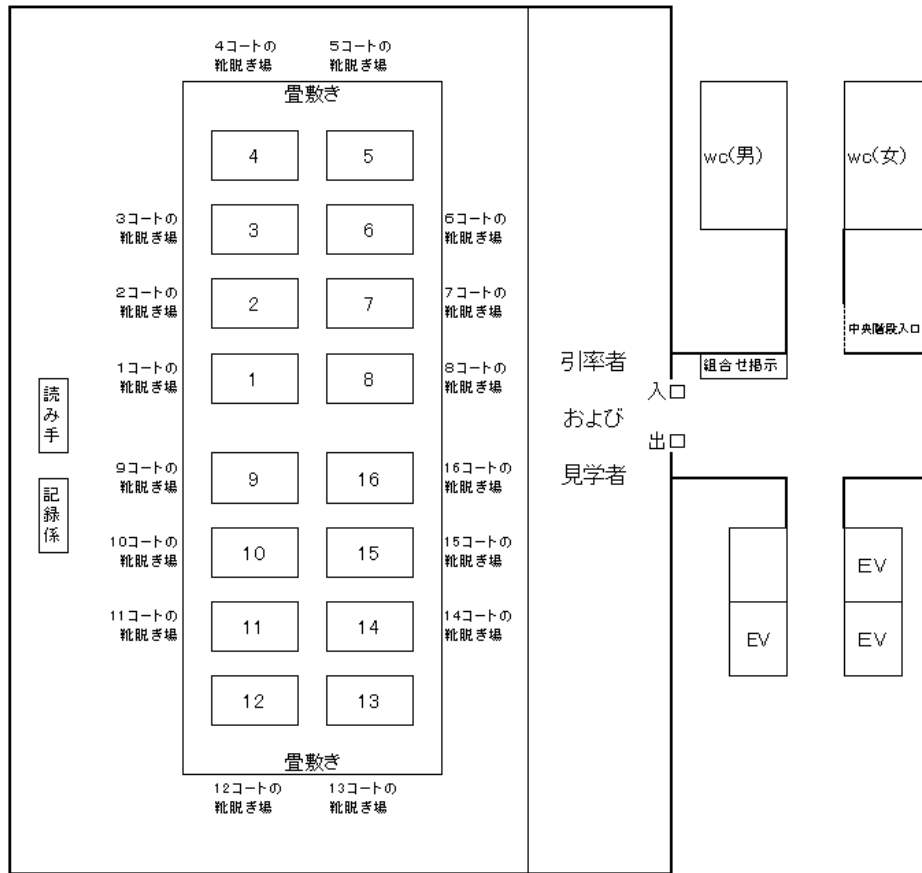 4コートの
靴脱ぎ場
5コートの
靴脱ぎ場
畳敷き
4
5
wc(男)
wc(女)
3コートの
靴脱ぎ場
3
6
6コートの
靴脱ぎ場
2コートの
靴脱ぎ場
2
7
7コートの
靴脱ぎ場
中央階段入口
1コートの
靴脱ぎ場
1
8
8コートの
靴脱ぎ場
引率者
および
見学者
組合せ掲示
入口
出口
読み手
記録係
9コートの
靴脱ぎ場
9
16
16コートの
靴脱ぎ場
10コートの
靴脱ぎ場
10
15
15コートの
靴脱ぎ場
EV
11コートの
靴脱ぎ場
11
14
14コートの
靴脱ぎ場
EV
EV
12
13
畳敷き
12コートの
靴脱ぎ場
13コートの
靴脱ぎ場